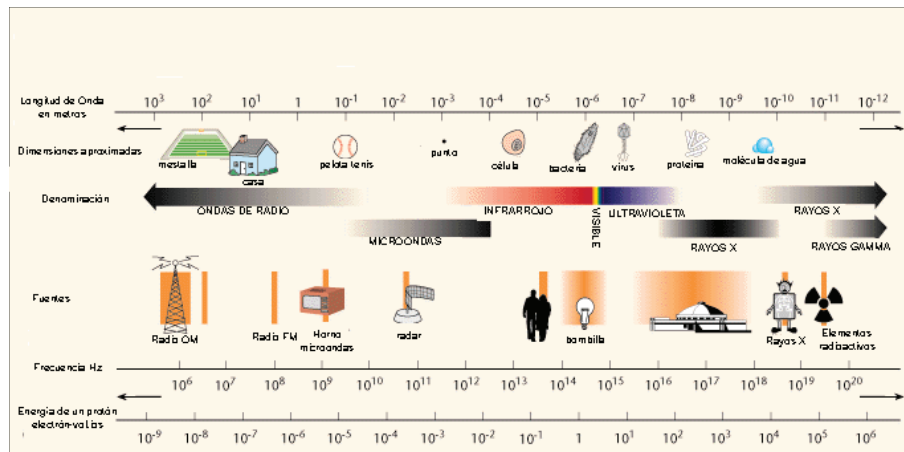 Longitud de Onda
en metros
10³ 10² 10¹ 1 10⁻¹ 10⁻² 10⁻³ 10⁻⁴ 10⁻⁵ 10⁻⁶ 10⁻⁷ 10⁻⁸ 10⁻⁹ 10⁻¹⁰ 10⁻¹¹ 10⁻¹²
Dimensiones aproximadas
mestalla casa pelota tenis punto célula bacteria virus proteina molécula de agua
Denominación
ONDAS DE RADIO INFRARROJO VISIBLE ULTRAVIOLETA RAYOS X
MICROONDAS RAYOS X RAYOS GAMMA
Fuentes
Radio OM Radio FM Horno
microondas
radar bombilla Rayos X Elementos
radioactivos
Frecuencia Hz
10⁶ 10⁷ 10⁸ 10⁹ 10¹⁰ 10¹¹ 10¹² 10¹³ 10¹⁴ 10¹⁵ 10¹⁶ 10¹⁷ 10¹⁸ 10¹⁹ 10²⁰
Energía de un protón
electrón-voltios
10⁻⁹ 10⁻⁸ 10⁻⁷ 10⁻⁶ 10⁻⁵ 10⁻⁴ 10⁻³ 10⁻² 10⁻¹ 1 10¹ 10² 10³ 10⁴ 10⁵ 10⁶